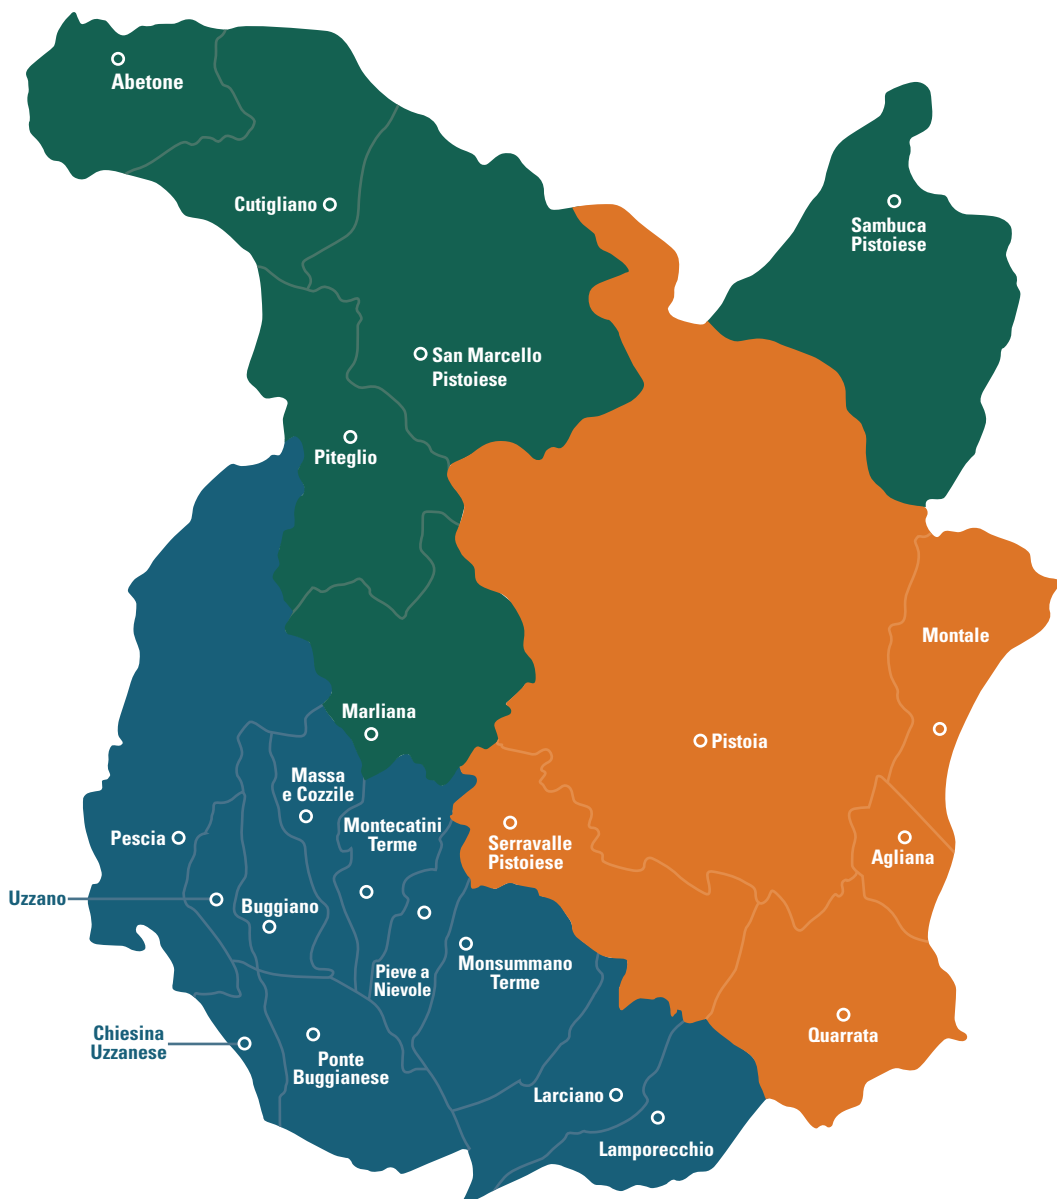 Abetone
Cutigliano
Sambuca
Pistoiese
San Marcello
Pistoiese
Piteglio
Montale
Marliana
Pistoia
Massa
e Cozzile
Montecatini
Terme
Pescia
Serravalle
Pistoiese
Agliana
Uzzano
Buggiano
Pieve a
Nievole
Monsummano
Terme
Chiesina
Uzzanese
Ponte
Buggianese
Quarrata
Larciano
Lamporecchio